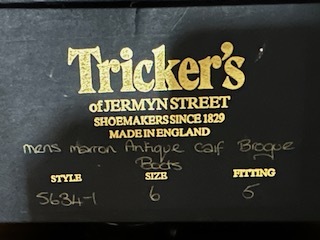 Tricker's
of JERMYN STREET
SHOEMAKERS SINCE 1829
MADE IN ENGLAND
mens marron Antique calf Brogue
Boots
STYLE SIZE FITTING
5634-1 6 5